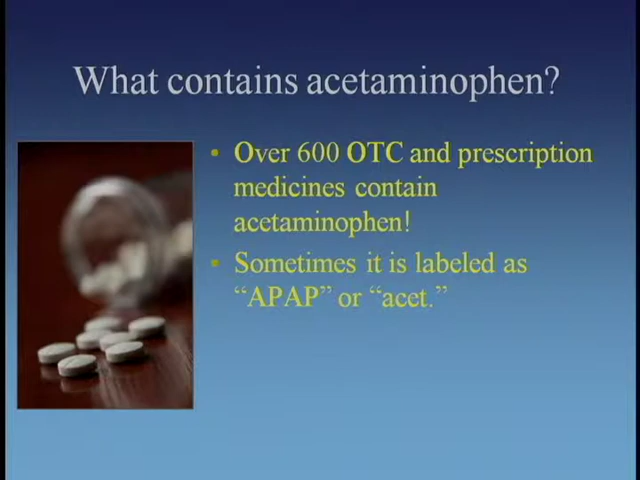 What contains acetaminophen?
• Over 600 OTC and prescription
medicines contain
acetaminophen!
• Sometimes it is labeled as
“APAP” or “acet.”